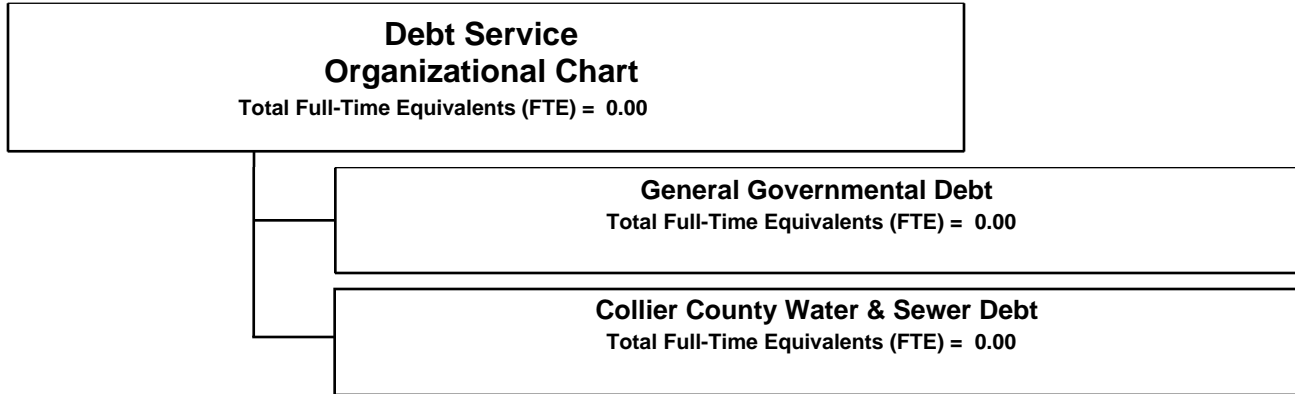 Debt Service
Organizational Chart
Total Full-Time Equivalents (FTE) = 0.00
General Governmental Debt
Total Full-Time Equivalents (FTE) = 0.00
Collier County Water & Sewer Debt
Total Full-Time Equivalents (FTE) = 0.00